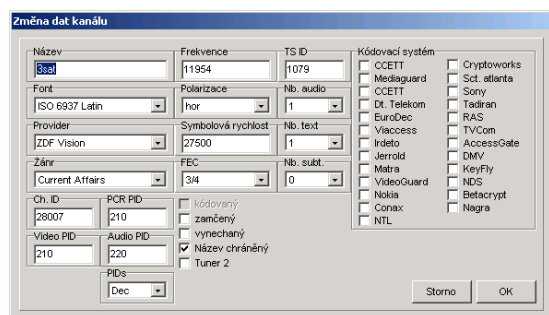 Změna dat kanálu
Název
3sat
Frekvence
11954
TS ID
1079
Font
ISO 6937 Latin
Polarizace
hor
Nb. audio
1
Provider
ZDF Vision
Symbolová rychlost
27500
Nb. text
1
Žánr
Current Affairs
FEC
3/4
Nb. subt.
0
Ch. ID
28007
PCR PID
210
Video PID
210
Audio PID
220
PIDs
Dec
kódovaný
zamčený
vynechaný
Název chráněný
Tuner 2
Kódovací systém
CCETT
Mediaguard
CCETT
Dt. Telekom
EuroDec
Viaccess
Irdeto
Jerrold
Matra
VideoGuard
Nokia
Conax
NTL
Cryptoworks
Sct. atlanta
Sony
Tadiran
RAS
TVCom
AccessGate
DMV
KeyFly
NDS
Betacrypt
Nagra
Storno
OK